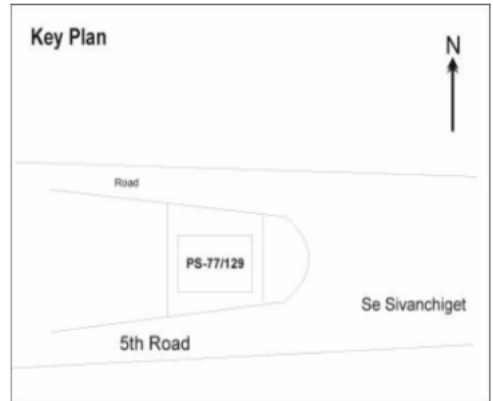 Key Plan
N
Road
PS-77/129
Se Sivanchiget
5th Road